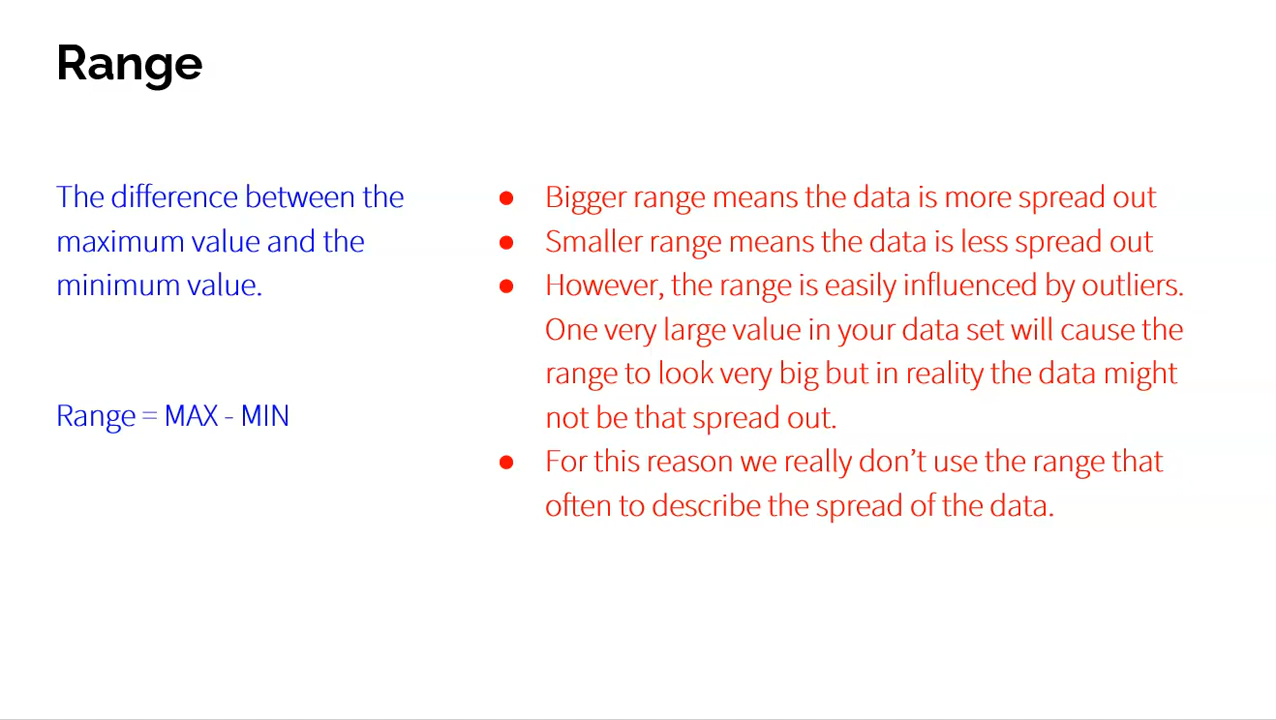 Range
The difference between the
maximum value and the
minimum value.
Range = MAX - MIN
● Bigger range means the data is more spread out
● Smaller range means the data is less spread out
● However, the range is easily influenced by outliers.
One very large value in your data set will cause the
range to look very big but in reality the data might
not be that spread out.
● For this reason we really don’t use the range that
often to describe the spread of the data.